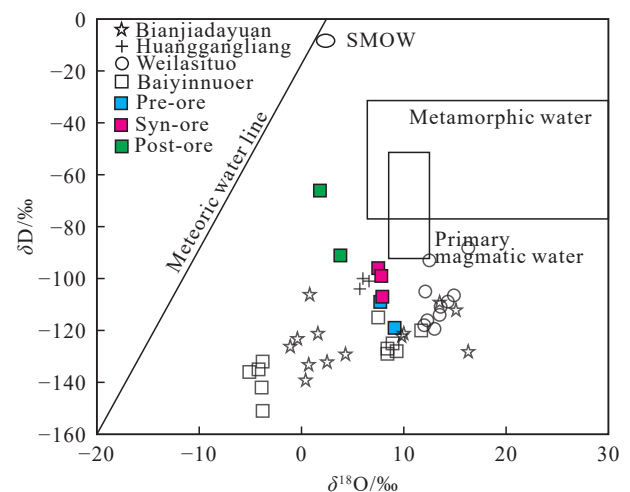 0
−20
−40
−60
−80
−100
−120
−140
−160
δD/‰
Bianjiadayuan
Huanggangliang
Weilasituo
Baiyinnuoer
Pre-ore
Syn-ore
Post-ore
SMOW
Meteoric water line
Metamorphic water
Primary
magmatic water
−20
−10
0
10
20
30
δ¹⁸O/‰